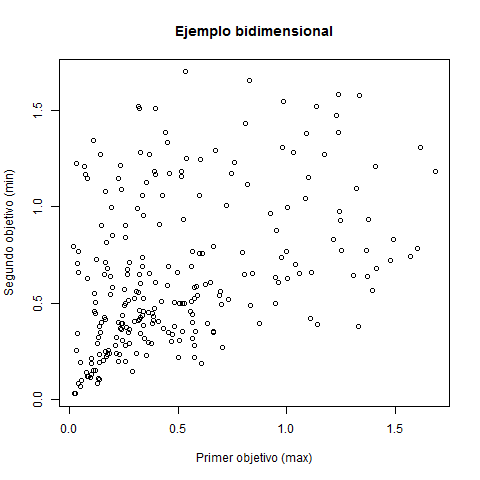 Ejemplo bidimensional
Segundo objetivo (min)
1.5
1.0
0.5
0.0
0.0 0.5 1.0 1.5
Primer objetivo (max)